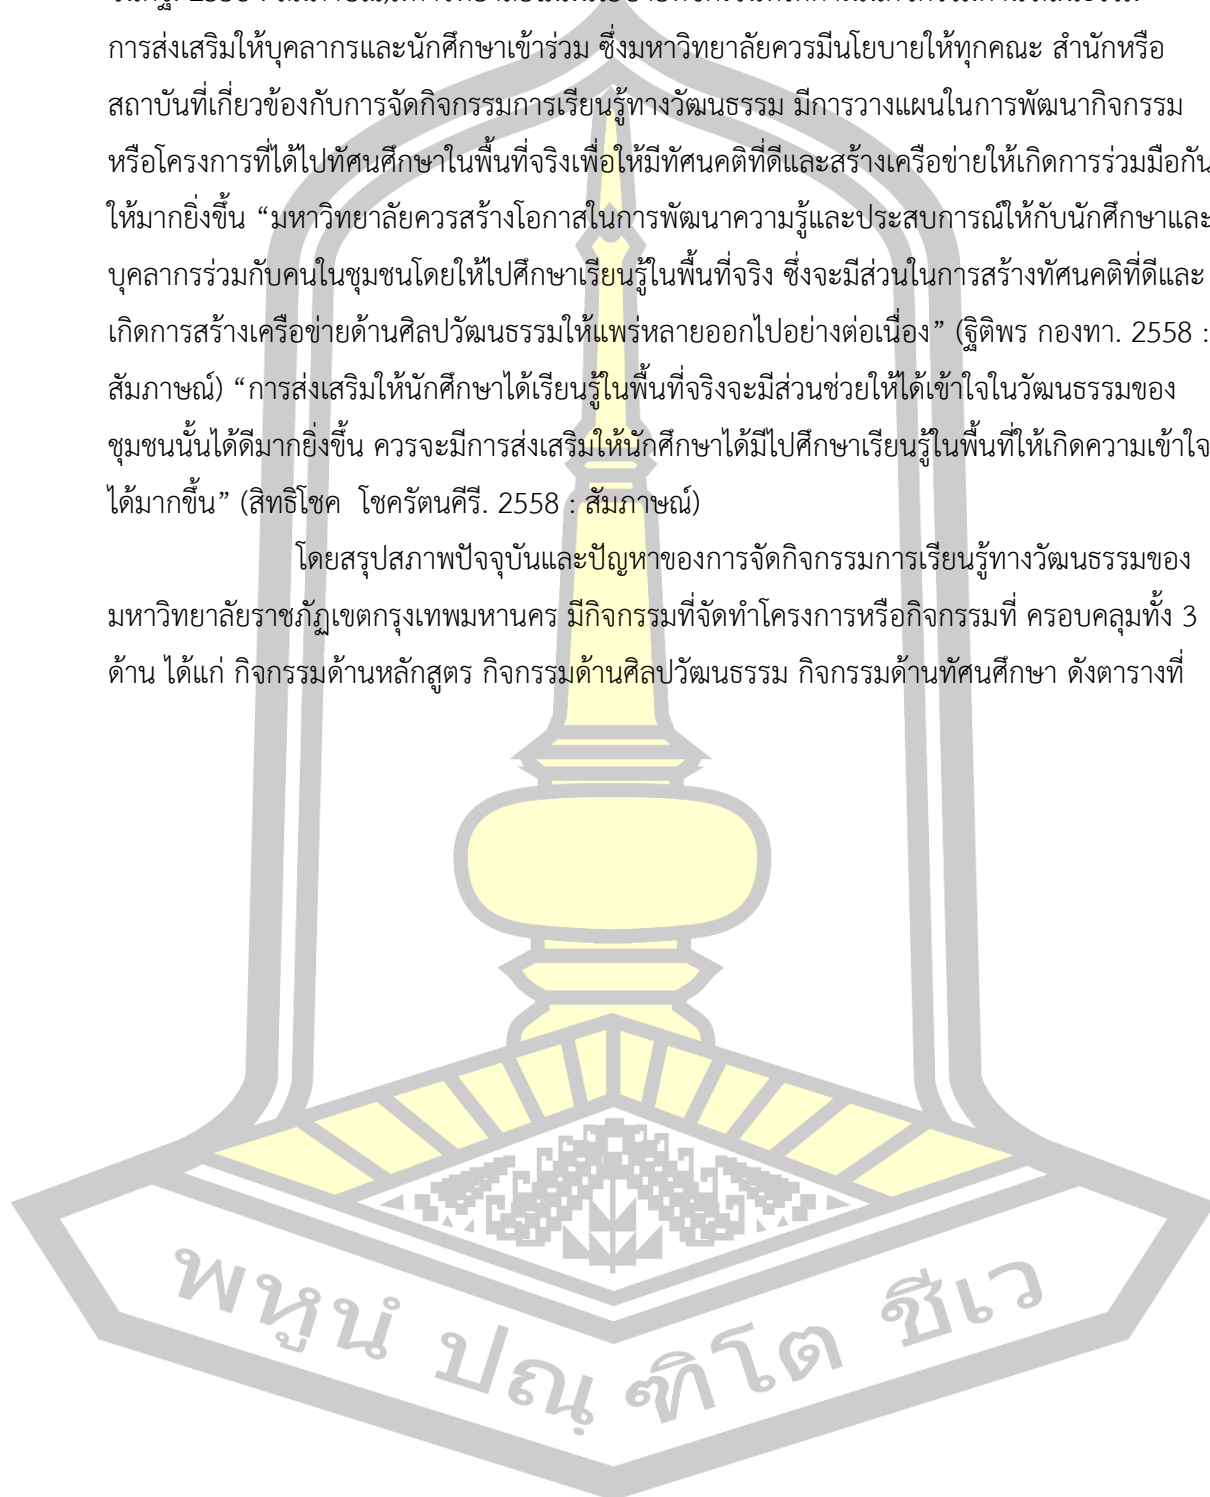 การส่งเสริมให้บุคลากรและนักศึกษาเข้าร่วม ซึ่งมหาวิทยาลัยควรมีนโยบายให้ทุกคณะ สำนักหรือ
สถาบันที่เกี่ยวข้องกับการจัดกิจกรรมการเรียนรู้ทางวัฒนธรรม มีการวางแผนในการพัฒนากิจกรรม
หรือโครงการที่ได้ไปทัศนศึกษาในพื้นที่จริงเพื่อให้มีทัศนคติที่ดีและสร้างเครือข่ายให้เกิดการร่วมมือกัน
ให้มากยิ่งขึ้น “มหาวิทยาลัยควรสร้างโอกาสในการพัฒนาความรู้และประสบการณ์ให้กับนักศึกษาและ
บุคลากรร่วมกับคนในชุมชนโดยให้ไปศึกษาเรียนรู้ในพื้นที่จริง ซึ่งจะมีส่วนในการสร้างทัศนคติที่ดีและ
เกิดการสร้างเครือข่ายด้านศิลปวัฒนธรรมให้แพร่หลายออกไปอย่างต่อเนื่อง” (ฐิติพร กองทา. 2558 :
สัมภาษณ์) “การส่งเสริมให้นักศึกษาได้เรียนรู้ในพื้นที่จริงจะมีส่วนช่วยให้ได้เข้าใจในวัฒนธรรมของ
ชุมชนนั้นได้ดีมากยิ่งขึ้น ควรจะมีการส่งเสริมให้นักศึกษาได้มีไปศึกษาเรียนรู้ในพื้นที่ให้เกิดความเข้าใจ
ได้มากขึ้น” (สิทธิโชค โชครัตนคีรี. 2558 : สัมภาษณ์)
โดยสรุปสภาพปัจจุบันและปัญหาของการจัดกิจกรรมการเรียนรู้ทางวัฒนธรรมของ
มหาวิทยาลัยราชภัฏเขตกรุงเทพมหานคร มีกิจกรรมที่จัดทำโครงการหรือกิจกรรมที่ ครอบคลุมทั้ง 3
ด้าน ได้แก่ กิจกรรมด้านหลักสูตร กิจกรรมด้านศิลปวัฒนธรรม กิจกรรมด้านทัศนศึกษา ดังตารางที่
พหูนํ ปณฺ ฑิโต ชีเว